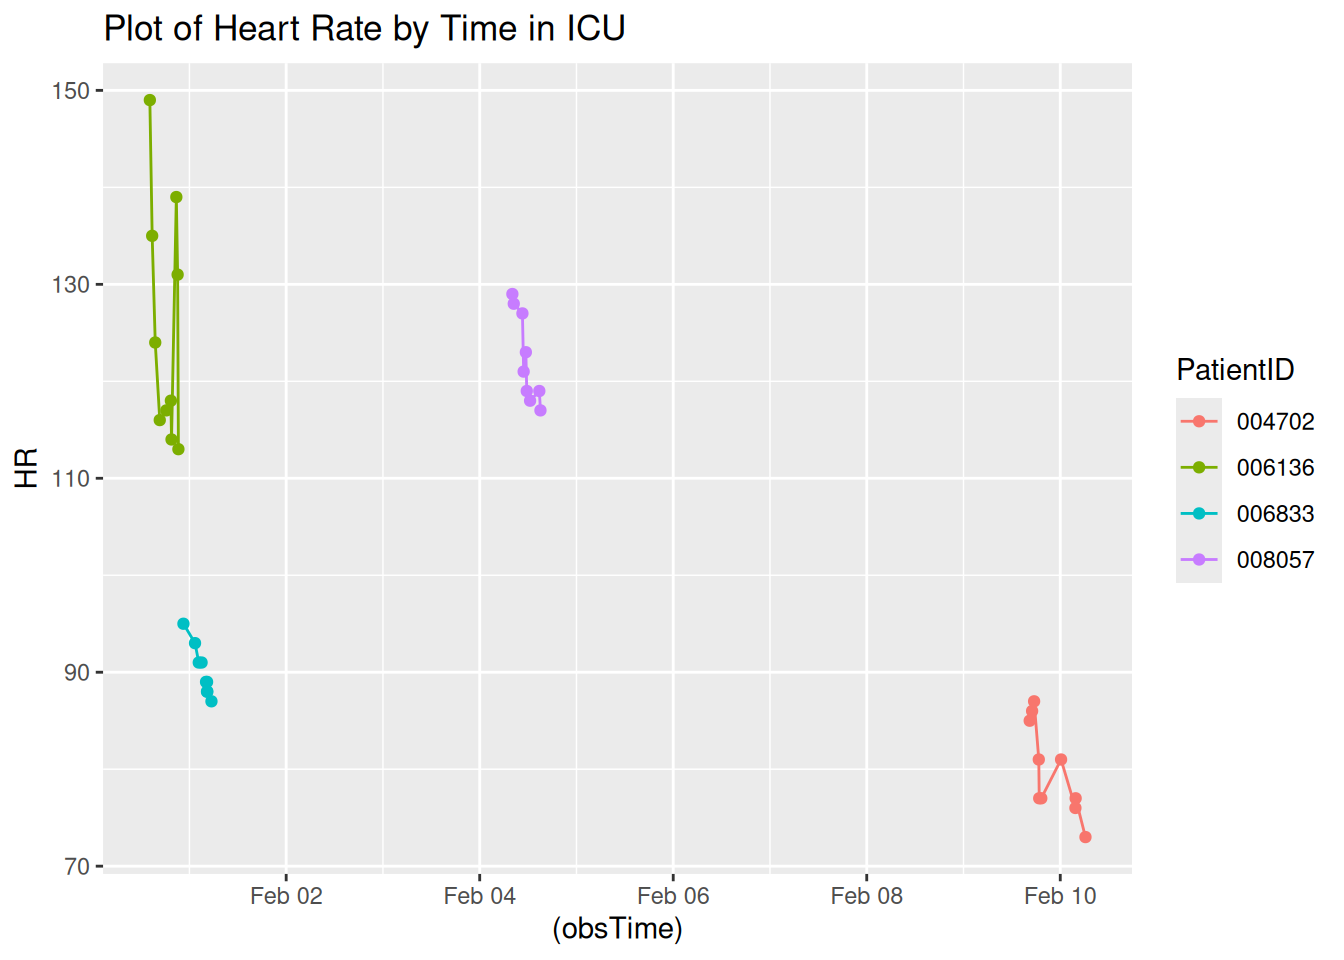 Plot of Heart Rate by Time in ICU
150
130
110
90
70
HR
Feb 02
Feb 04
Feb 06
Feb 08
Feb 10
(obsTime)
PatientID
004702
006136
006833
008057